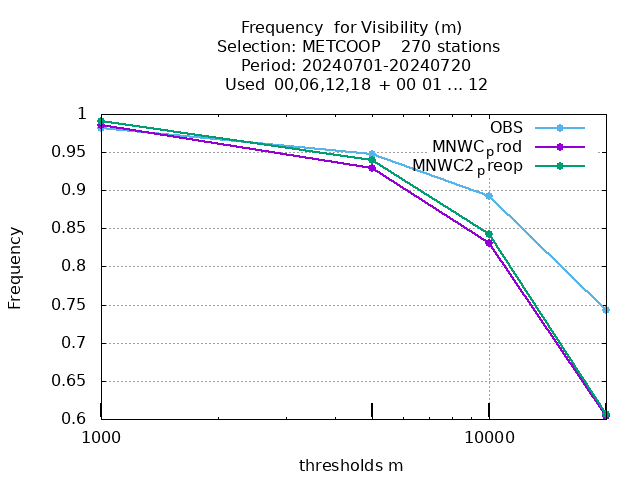 Frequency  for Visibility (m)
Selection: METCOOP    270 stations
Period: 20240701-20240720
Used  00,06,12,18 + 00 01 ... 12
1
0.95
0.9
0.85
0.8
0.75
0.7
0.65
0.6
Frequency
OBS
MNWCprod
MNWC2preop
1000
10000
thresholds m